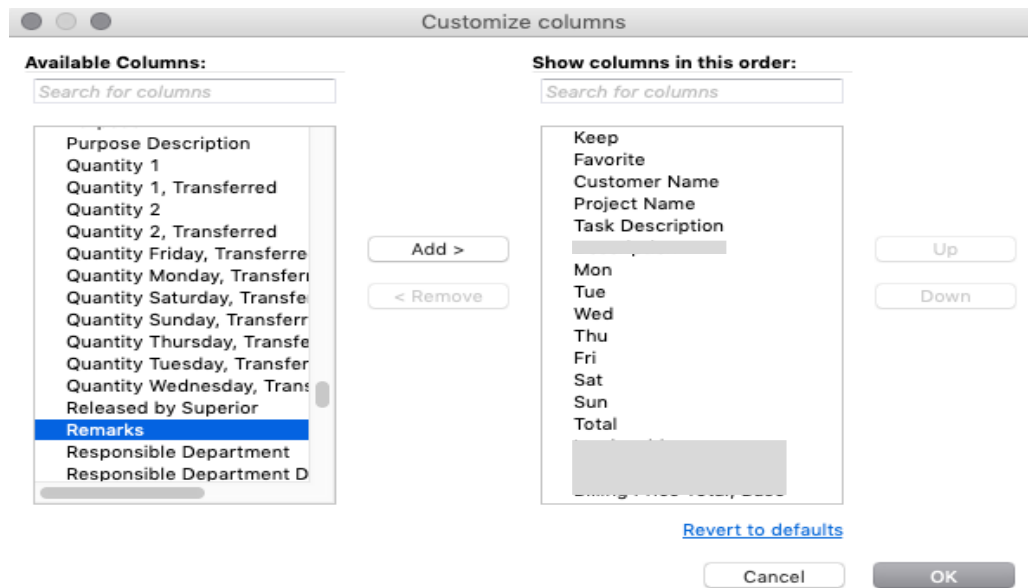 Customize columns
Available Columns:
Search for columns
Purpose Description
Quantity 1
Quantity 1, Transferred
Quantity 2
Quantity 2, Transferred
Quantity Friday, Transferre
Quantity Monday, Transfer
Quantity Saturday, Transfe
Quantity Sunday, Transferr
Quantity Thursday, Transfe
Quantity Tuesday, Transfer
Quantity Wednesday, Trans
Released by Superior
Remarks
Responsible Department
Responsible Department D
Add >
< Remove
Show columns in this order:
Search for columns
Keep
Favorite
Customer Name
Project Name
Task Description
Mon
Tue
Wed
Thu
Fri
Sat
Sun
Total
Up
Down
Revert to defaults
Cancel
OK